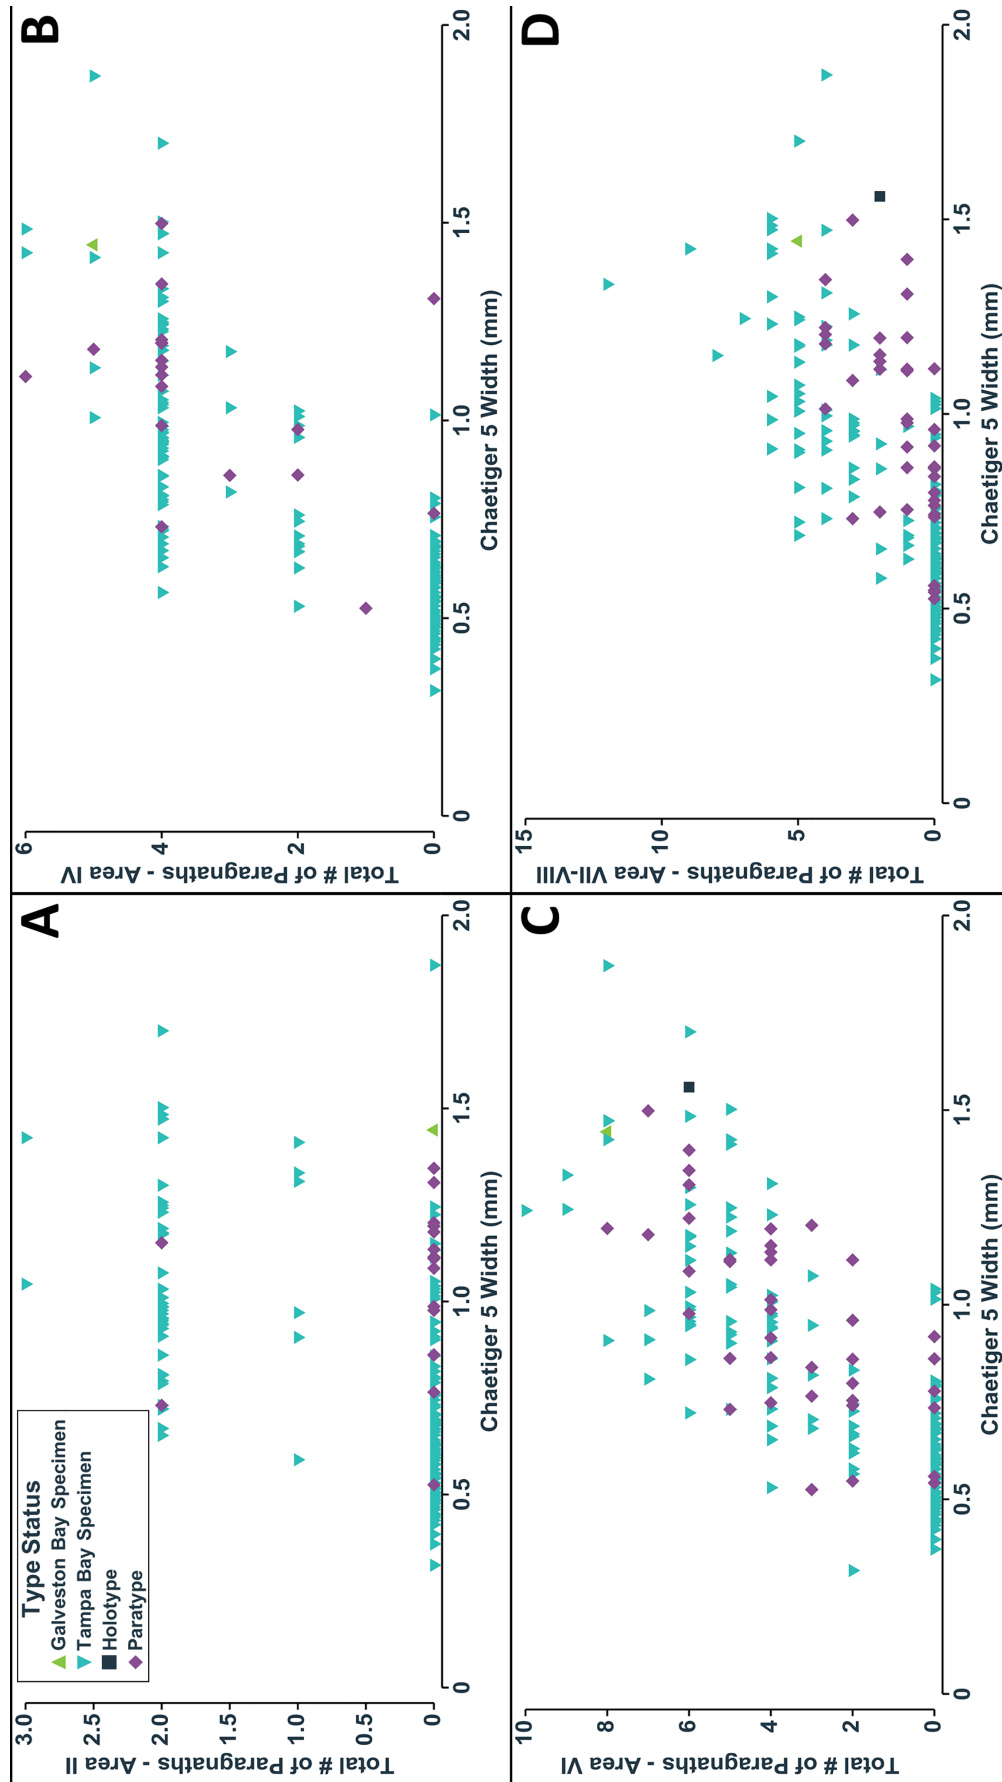 A
3.0
2.5
2.0
1.5
1.0
0.5
0
Total # of Paragnaths - Area II
0
0.5
1.0
1.5
2.0
Chaetiger 5 Width (mm)
Type Status
Galveston Bay Specimen
Tampa Bay Specimen
Holotype
Paratype
B
6
4
2
0
Total # of Paragnaths - Area IV
0
0.5
1.0
1.5
2.0
Chaetiger 5 Width (mm)
C
10
8
6
4
2
0
Total # of Paragnaths - Area VI
0
0.5
1.0
1.5
2.0
Chaetiger 5 Width (mm)
D
15
10
5
0
Total # of Paragnaths - Area VII-VIII
0
0.5
1.0
1.5
2.0
Chaetiger 5 Width (mm)